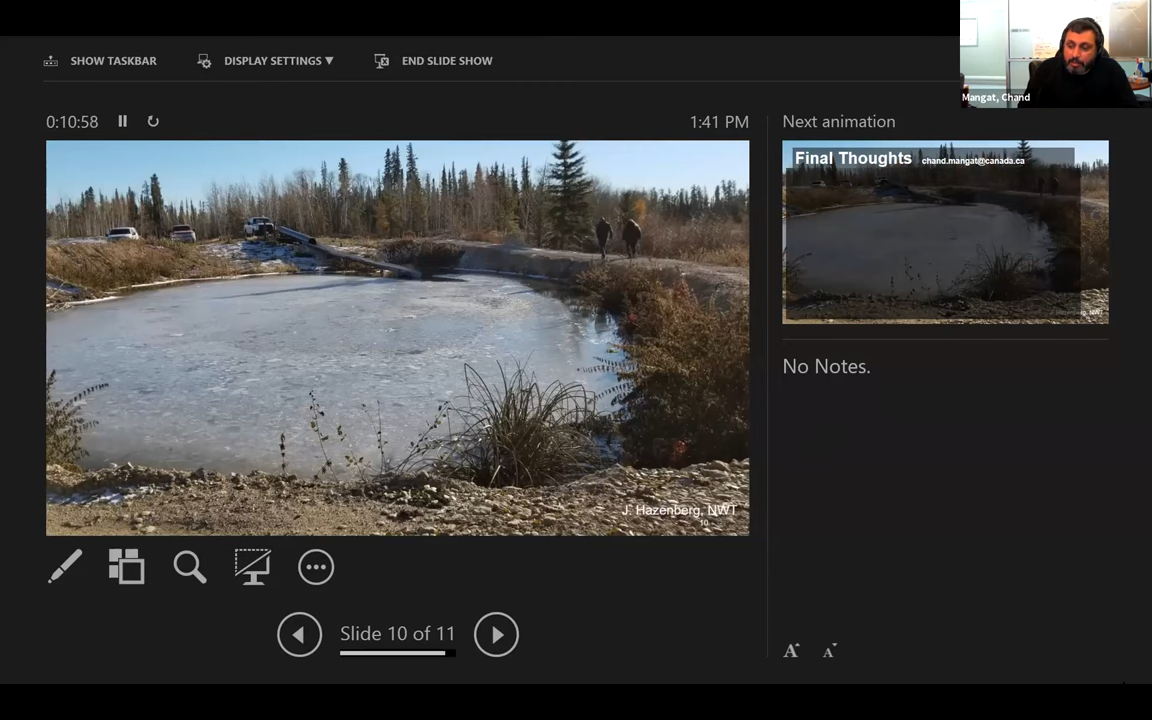 SHOW TASKBAR
DISPLAY SETTINGS ▼
END SLIDE SHOW
Mangat, Chand
0:10:58
1:41 PM
Next animation
Final Thoughts chand.mangat@canada.ca
No Notes.
J. Hazenberg, NWT
10
Slide 10 of 11
A
A